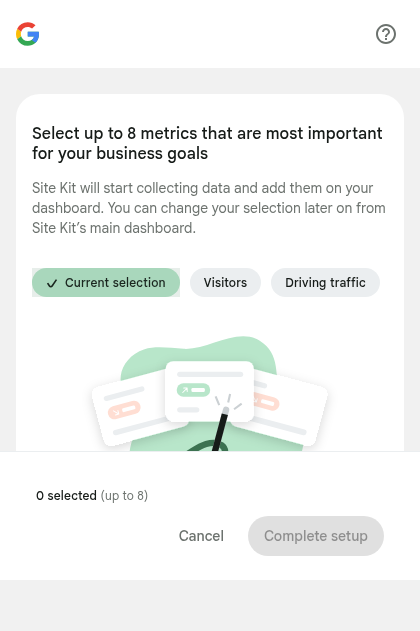 Select up to 8 metrics that are most important
for your business goals
Site Kit will start collecting data and add them on your
dashboard. You can change your selection later on from
Site Kit’s main dashboard.
Current selection
Visitors
Driving traffic
0 selected (up to 8)
Cancel
Complete setup